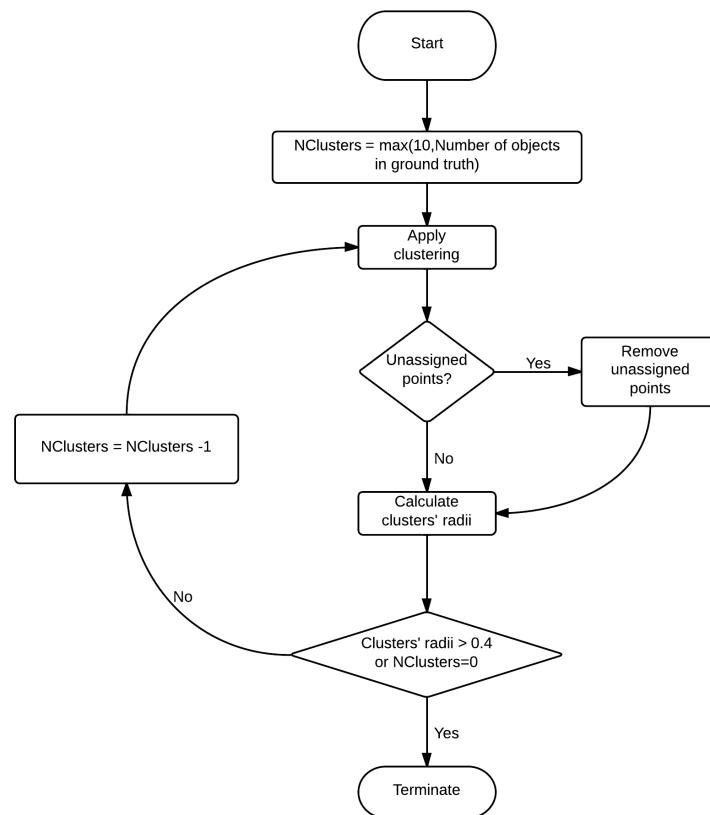 Start
NClusters = max(10,Number of objects
in ground truth)
Apply
clustering
Unassigned
points?
Yes
Remove
unassigned
points
NClusters = NClusters -1
No
Calculate
clusters' radii
No
Clusters' radii > 0.4
or NClusters=0
Yes
Terminate